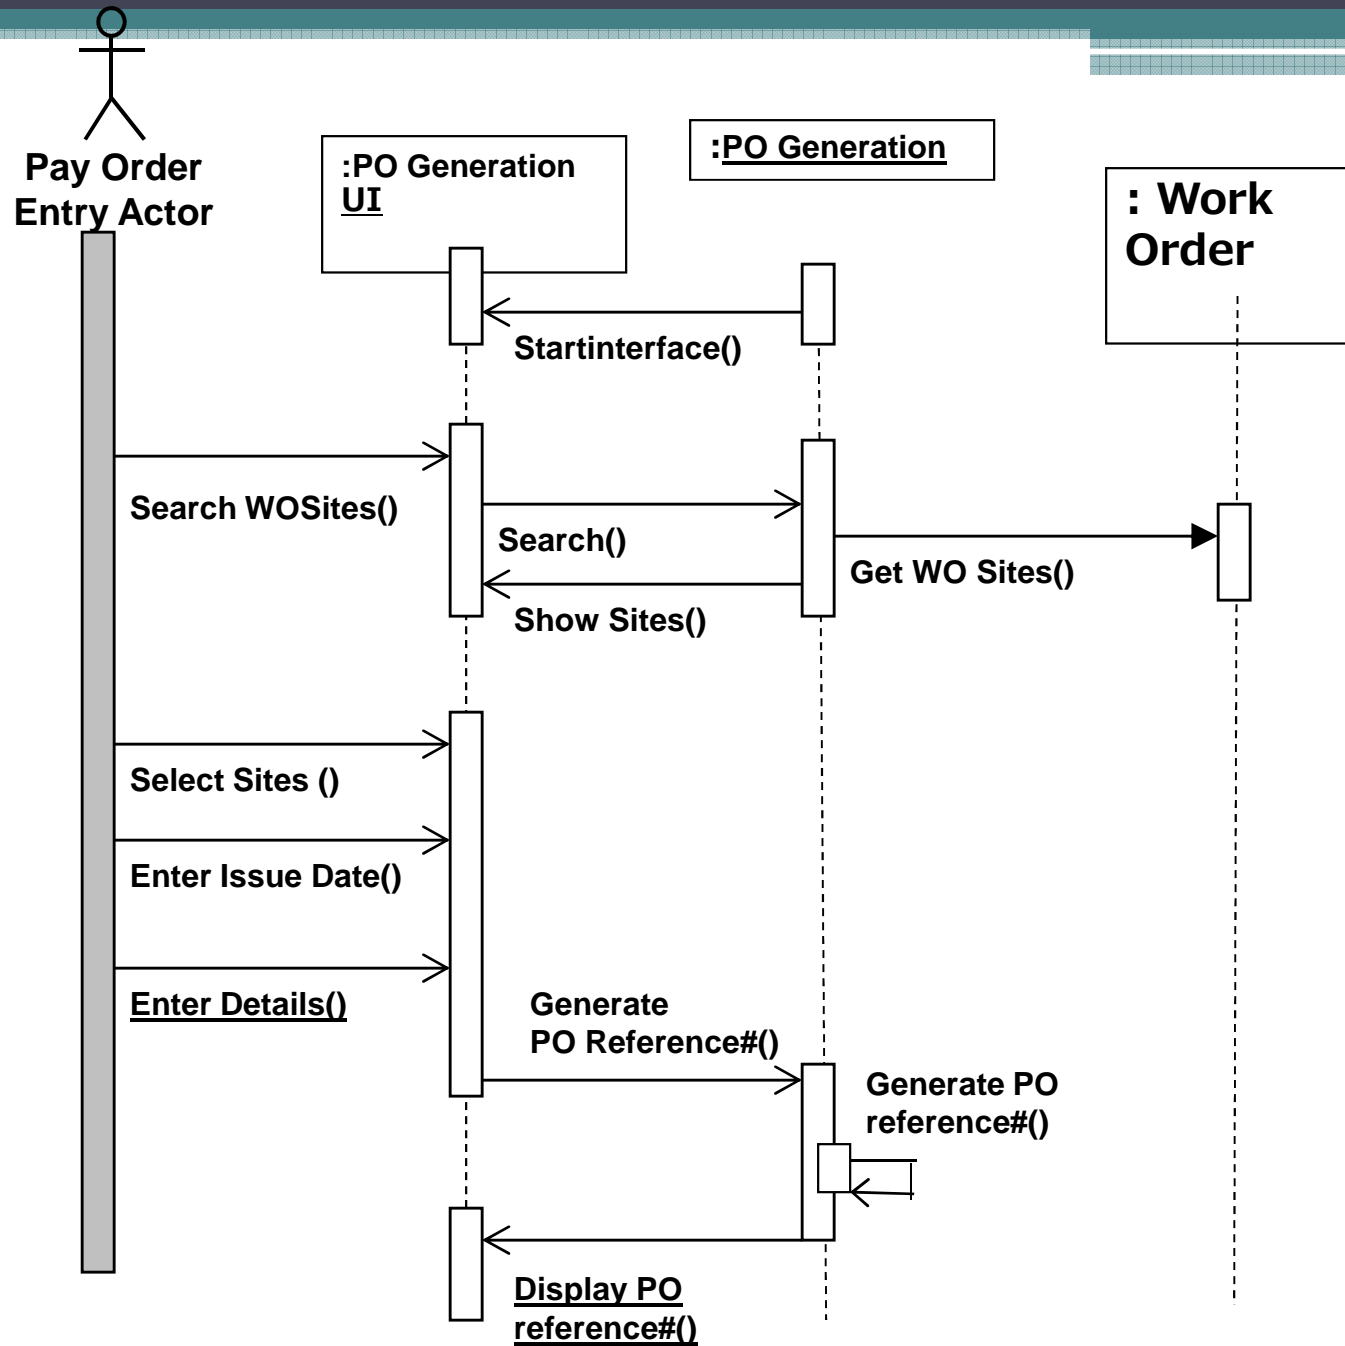 Pay Order
Entry Actor
:PO Generation
UI
:PO Generation
: Work
Order
Startinterface()
Search WOSites()
Search()
Get WO Sites()
Show Sites()
Select Sites ()
Enter Issue Date()
Enter Details()
Generate
PO Reference#()
Generate PO
reference#()
Display PO
reference#()